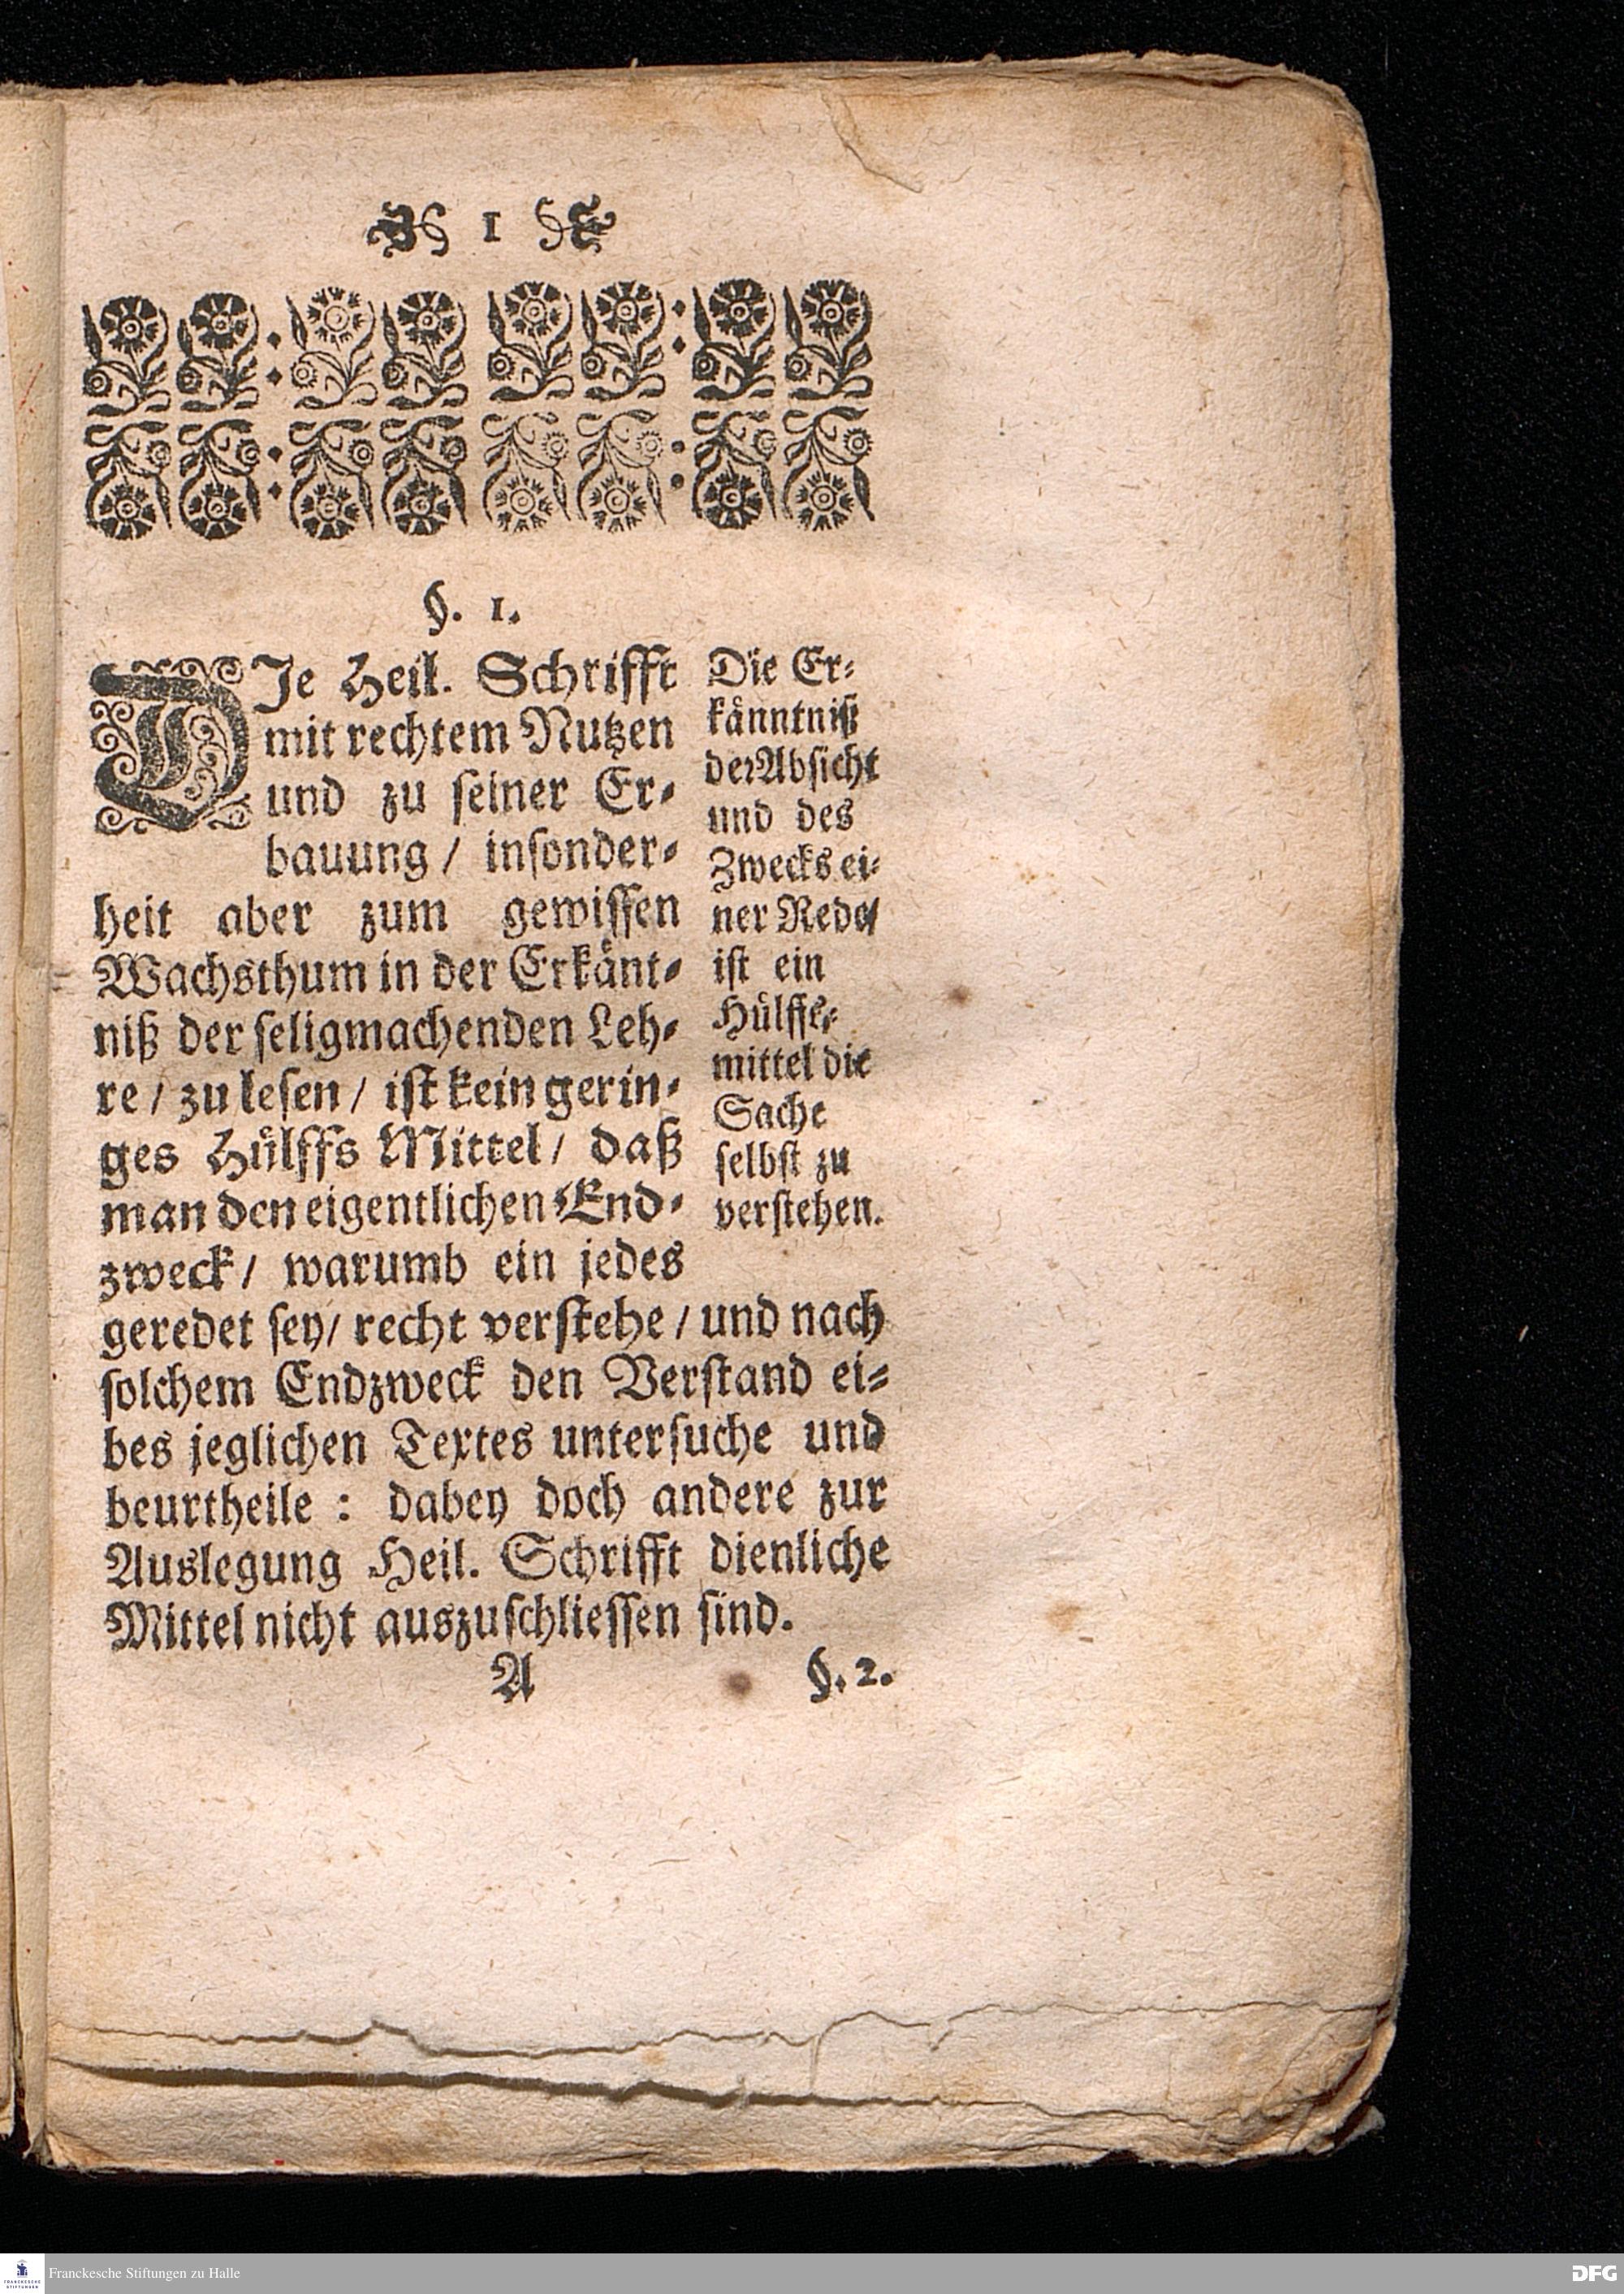 1
§. 1.
DIe Heil. Schrifft
mit rechtem Nutzen
und zu seiner Er-
bauung / insonder-
heit aber zum gewissen
Wachsthum in der Erkänt-
niß der seligmachenden Leh-
re / zu lesen / ist kein gerin-
ges Hülffs Mittel / daß
man den eigentlichen End-
zweck / warumb ein jedes
geredet sey / recht verstehe / und nach
solchem Endzweck den Verstand ei-
bes jeglichen Textes untersuche und
beurtheile : dabey doch andere zur
Auslegung Heil. Schrifft dienliche
Mittel nicht auszuschliessen sind.
Die Er-
känntniß
der Absicht
und des
Zwecks ei-
ner Rede /
ist ein
Hülffs-
mittel die
Sache
selbst zu
verstehen.
A §. 2.
FRANCKESCHE
STIFTUNGEN
Franckesche Stiftungen zu Halle
DFG